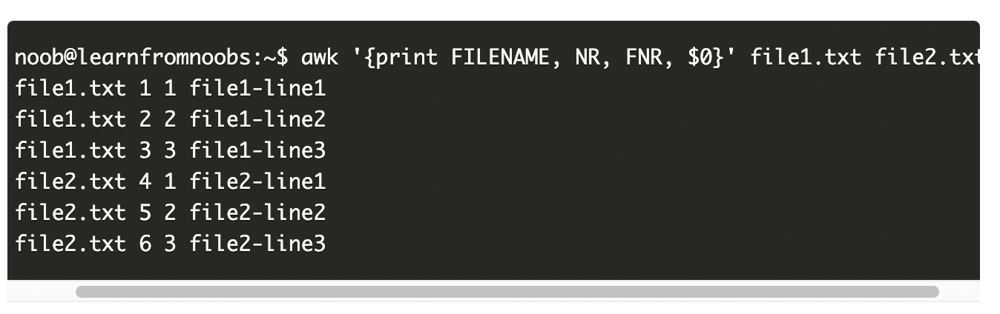 noob@learnfromnoobs:~$ awk '{print FILENAME, NR, FNR, $0}' file1.txt file2.txt
file1.txt 1 1 file1-line1
file1.txt 2 2 file1-line2
file1.txt 3 3 file1-line3
file2.txt 4 1 file2-line1
file2.txt 5 2 file2-line2
file2.txt 6 3 file2-line3